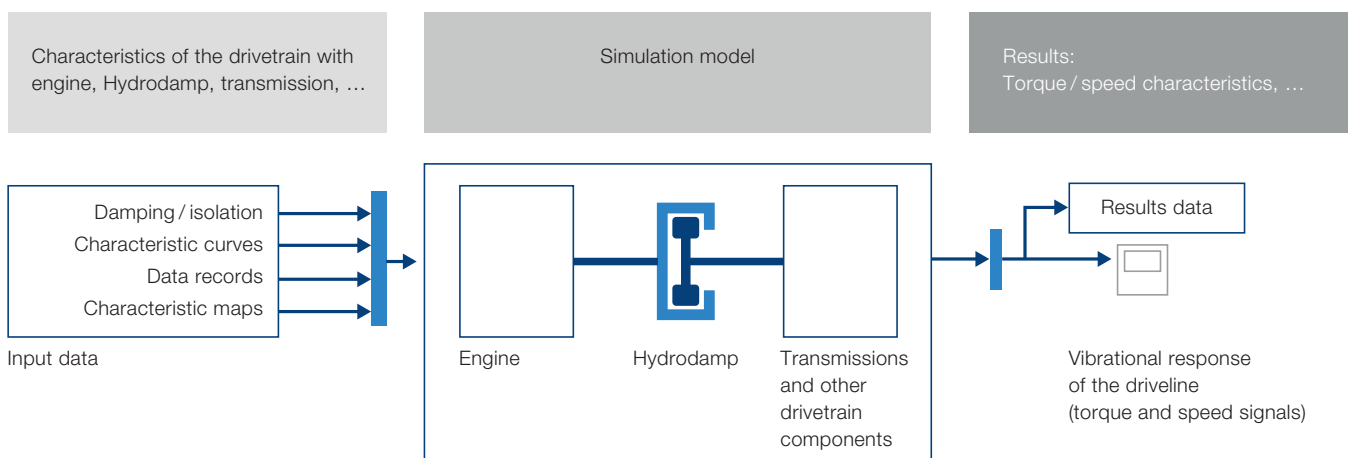 Characteristics of the drivetrain with
engine, Hydrodamp, transmission, …
Simulation model
Results:
Torque / speed characteristics, …
Damping / isolation
Characteristic curves
Data records
Characteristic maps
Input data
Engine
Hydrodamp
Transmissions
and other
drivetrain
components
Results data
Vibrational response
of the driveline
(torque and speed signals)